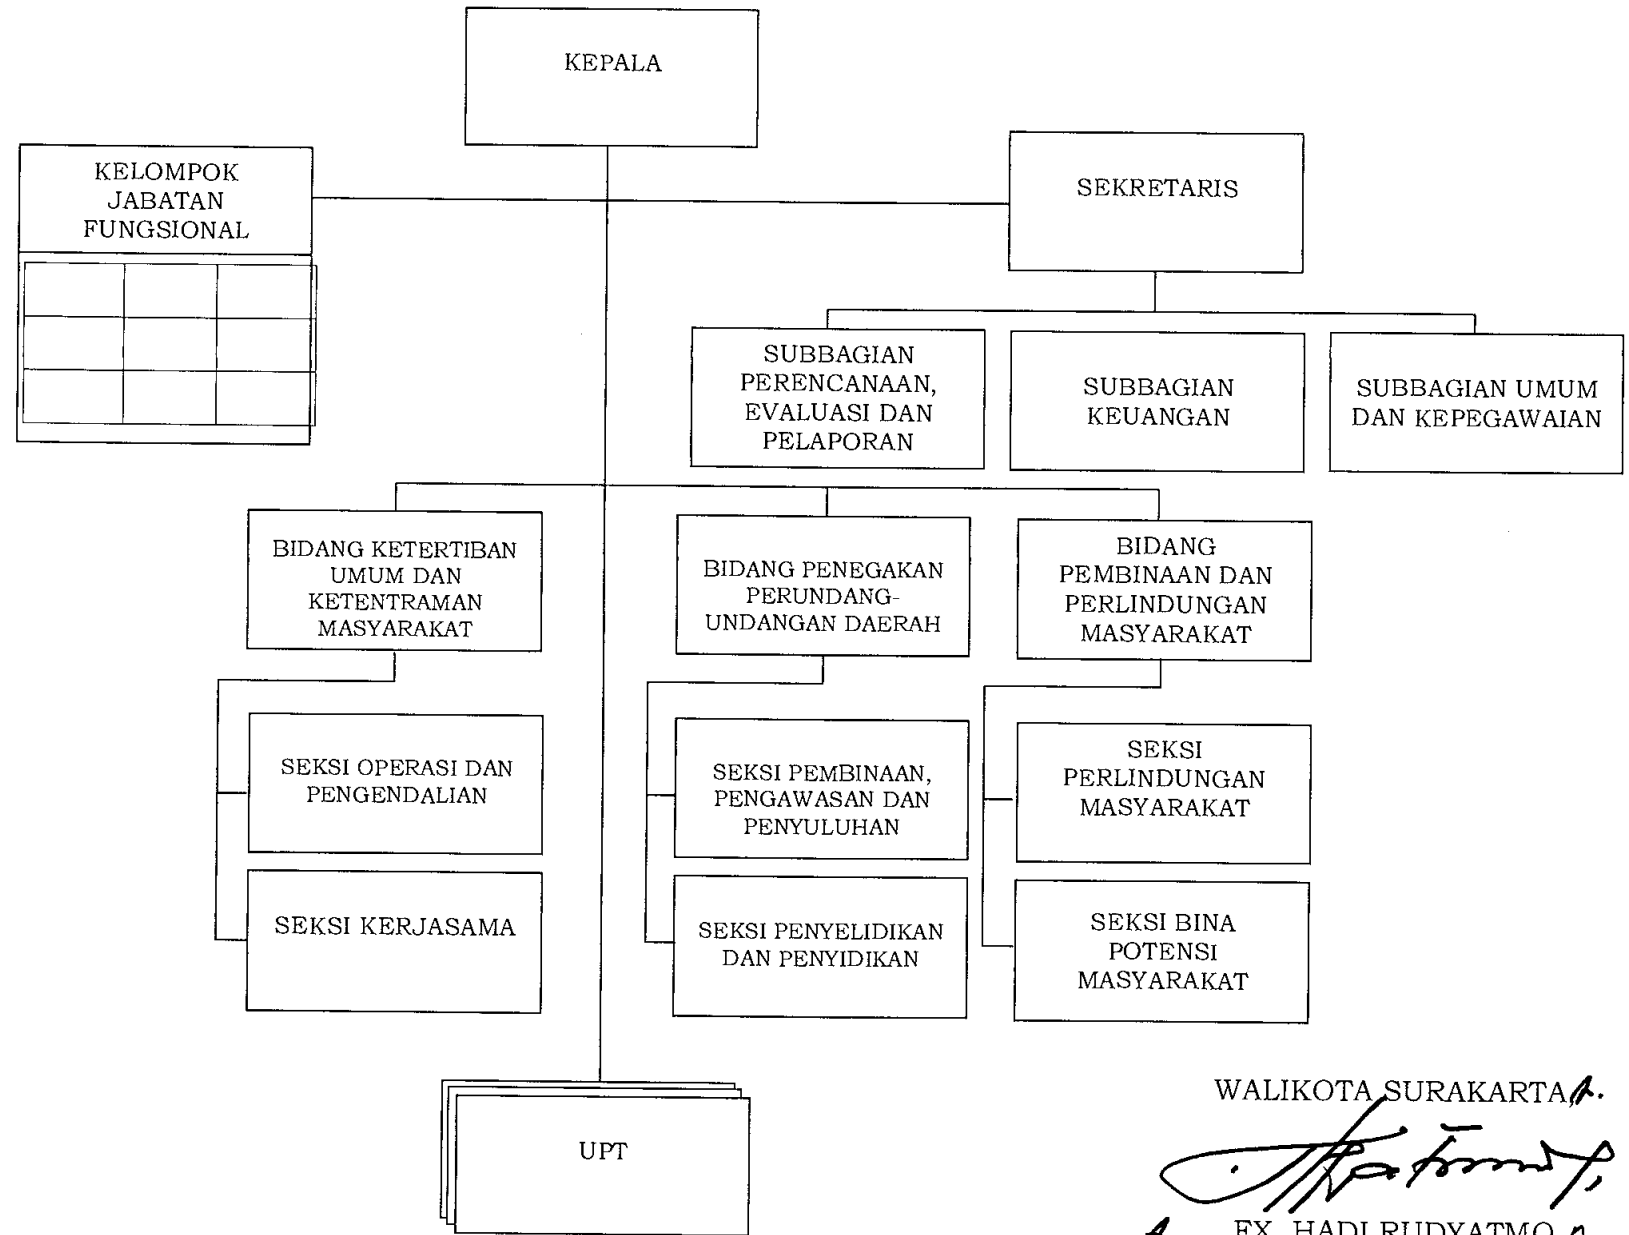 KEPALA
KELOMPOK
JABATAN
FUNGSIONAL
SEKRETARIS
SUBBAGIAN
PERENCANAAN,
EVALUASI DAN
PELAPORAN
SUBBAGIAN
KEUANGAN
SUBBAGIAN UMUM
DAN KEPEGAWAIAN
BIDANG KETERTIBAN
UMUM DAN
KETENTRAMAN
MASYARAKAT
BIDANG PENEGAKAN
PERUNDANG-
UNDANGAN DAERAH
BIDANG
PEMBINAAN DAN
PERLINDUNGAN
MASYARAKAT
SEKSI OPERASI DAN
PENGENDALIAN
SEKSI PEMBINAAN,
PENGAWASAN DAN
PENYULUHAN
SEKSI
PERLINDUNGAN
MASYARAKAT
SEKSI KERJASAMA
SEKSI PENYELIDIKAN
DAN PENYIDIKAN
SEKSI BINA
POTENSI
MASYARAKAT
UPT
WALIKOTA SURAKARTA
FX. HADI RUDYATMO